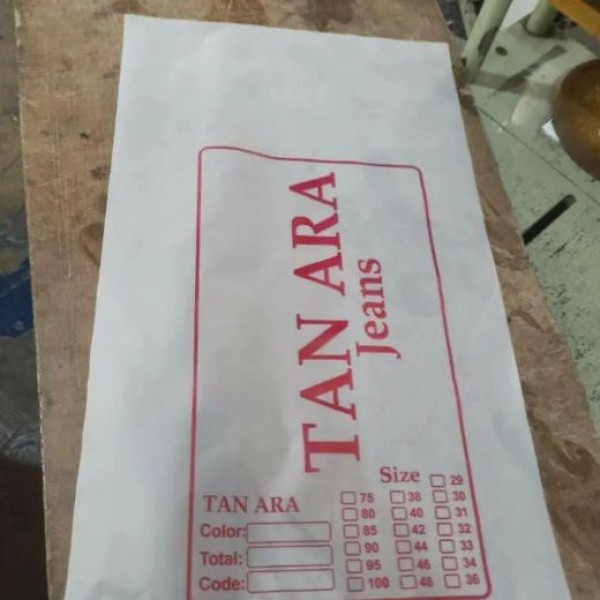 TAN ARA
Jeans
Size
29
75 38 30
TAN ARA
80 40 31
Color:
85 42 32
90 44 33
Total:
95 46 34
Code:
100 48 36